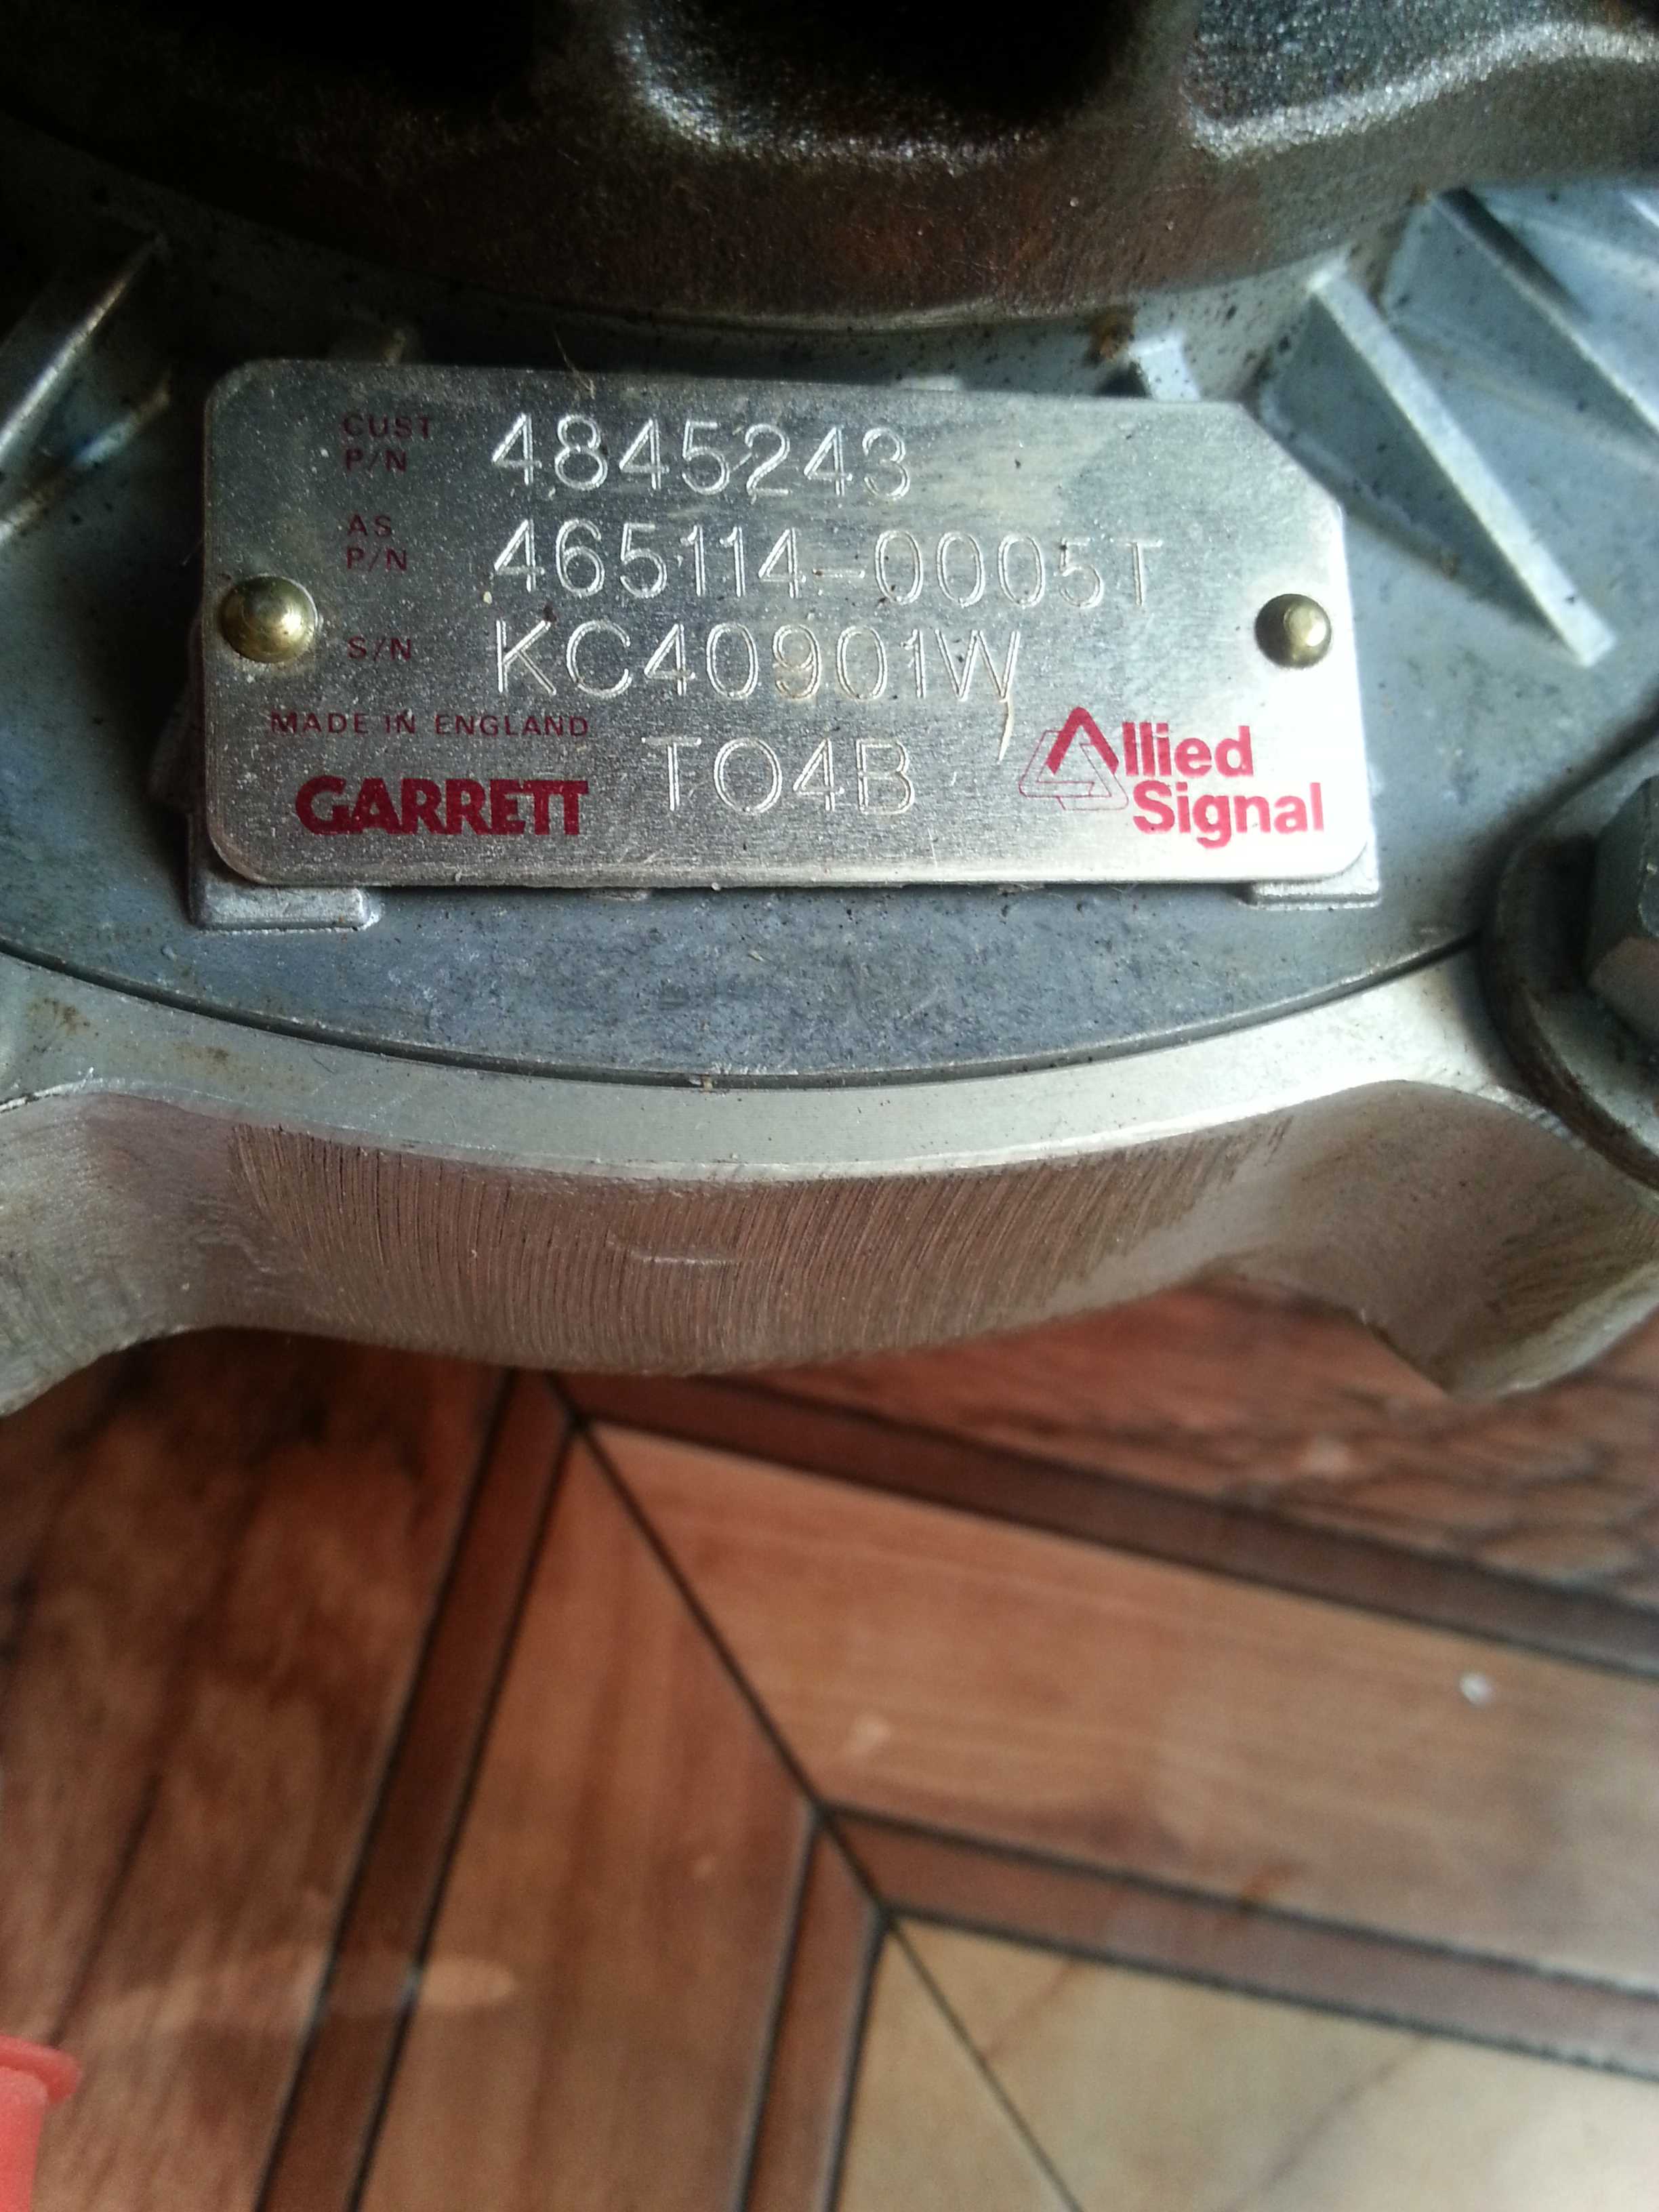 CUST P/N 4845243
AS P/N 465114-0005T
S/N KC40901W
MADE IN ENGLAND
GARRETT TO4B Allied Signal